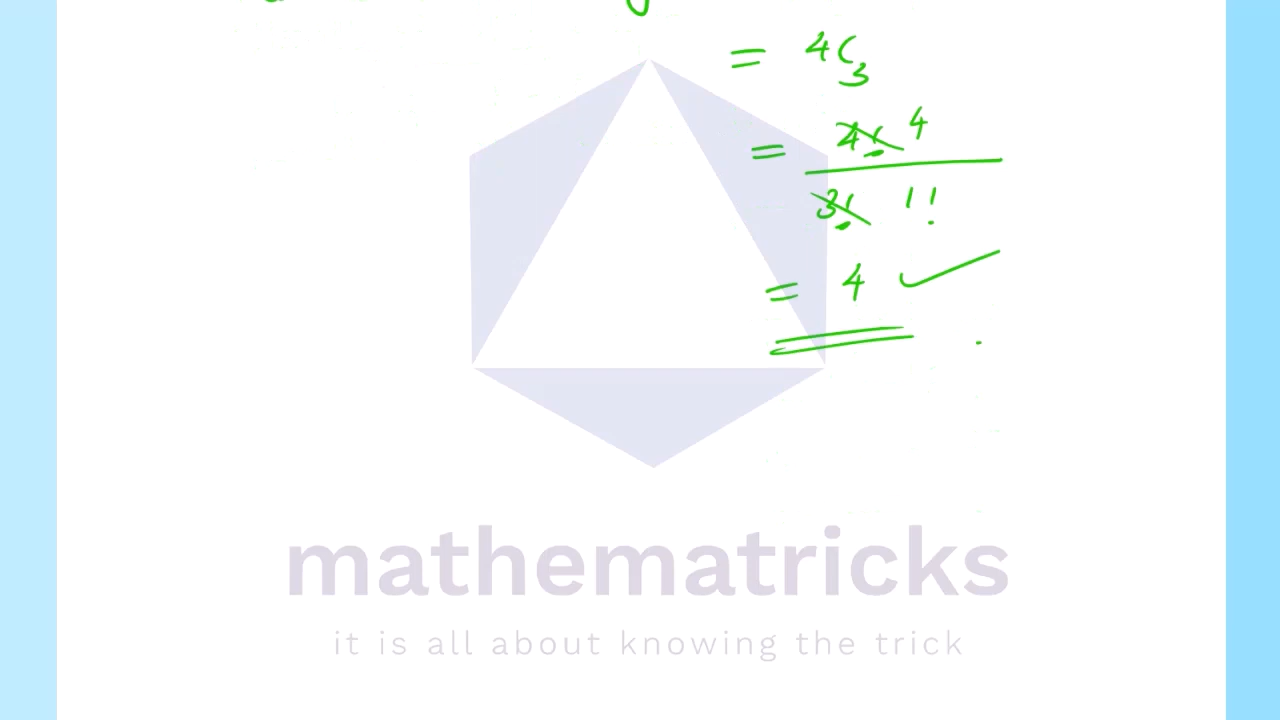 = 4C3
= 4! 4
3! 1!
= 4 ✓
mathematricks
it is all about knowing the trick